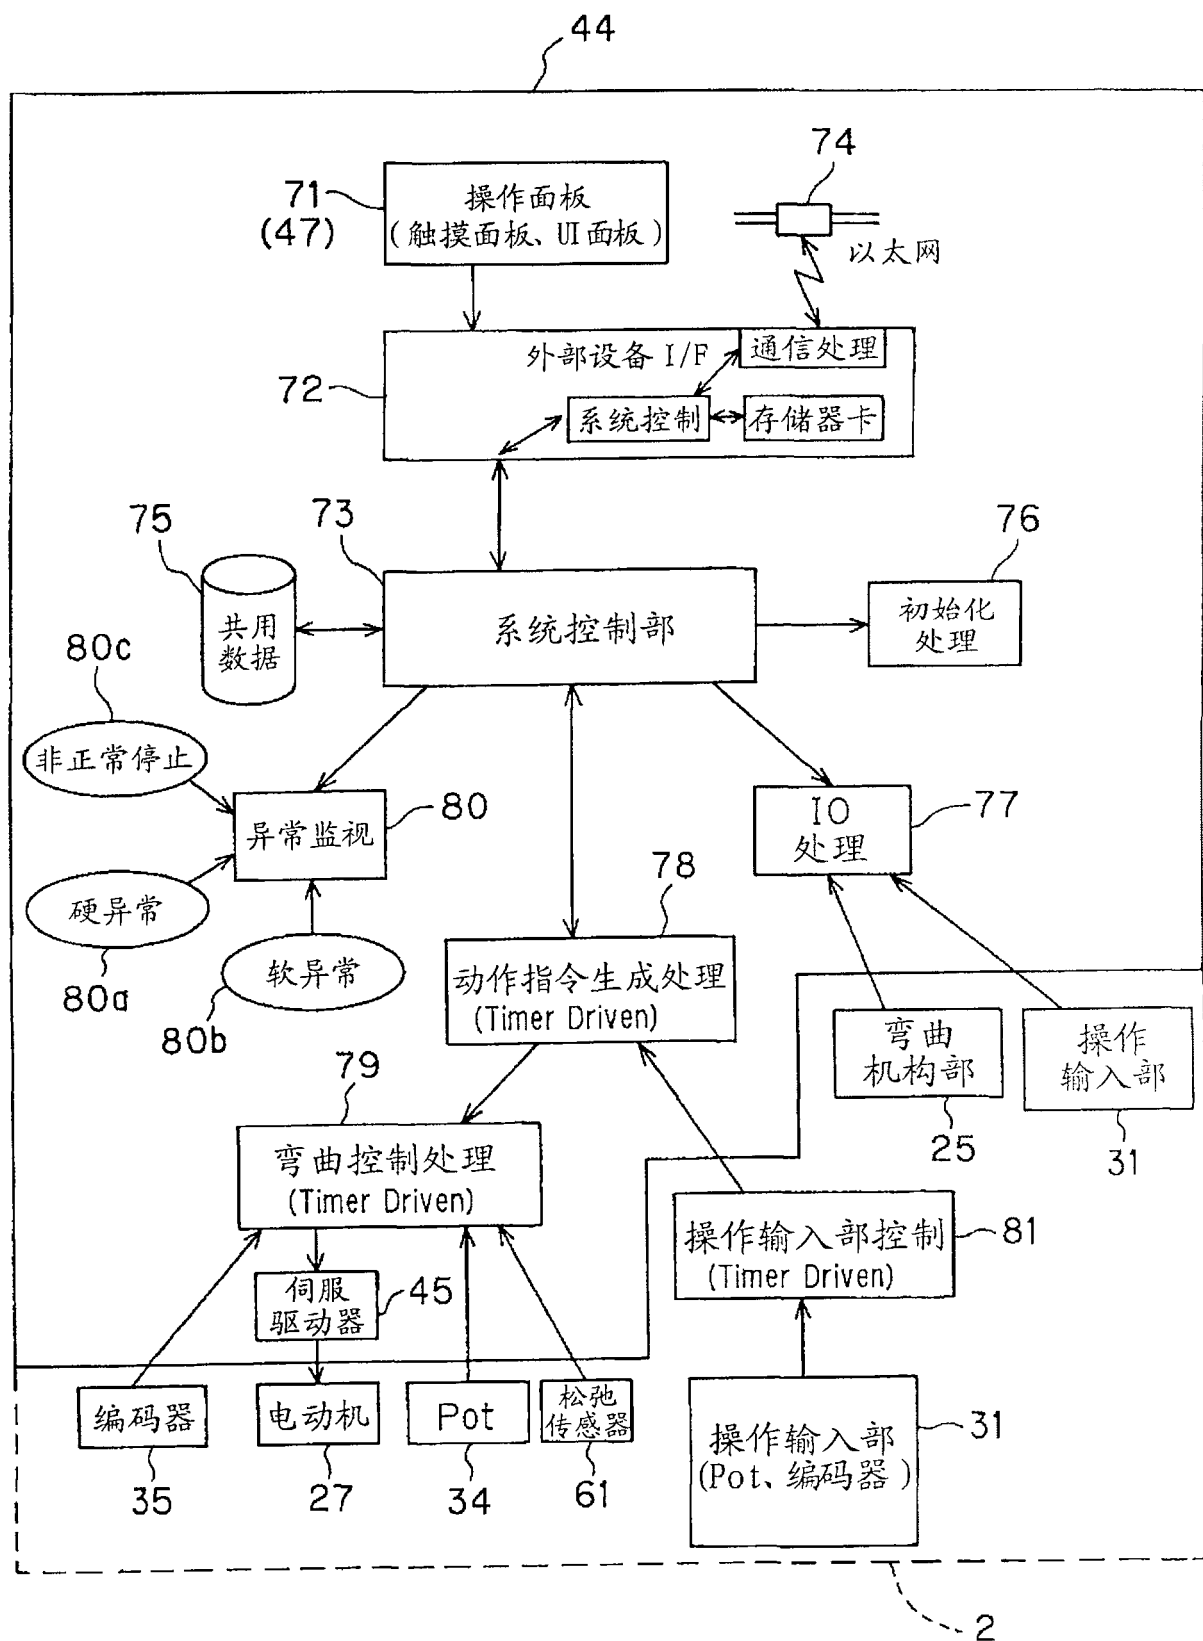 44
74
71
(47)
操作面板
(触摸面板、UI面板)
以太网
72
外部设备 I/F
通信处理
系统控制
存储器卡
75
73
76
共用
数据
系统控制部
初始化
处理
80c
非正常停止
80
77
异常监视
IO
处理
78
硬异常
80a
软异常
80b
动作指令生成处理
(Timer Driven)
弯曲
机构部
操作
输入部
25
31
79
弯曲控制处理
(Timer Driven)
81
操作输入部控制
(Timer Driven)
伺服
驱动器
45
编码器
电动机
Pot
松弛
传感器
35
27
34
61
31
操作输入部
(Pot、编码器)
2